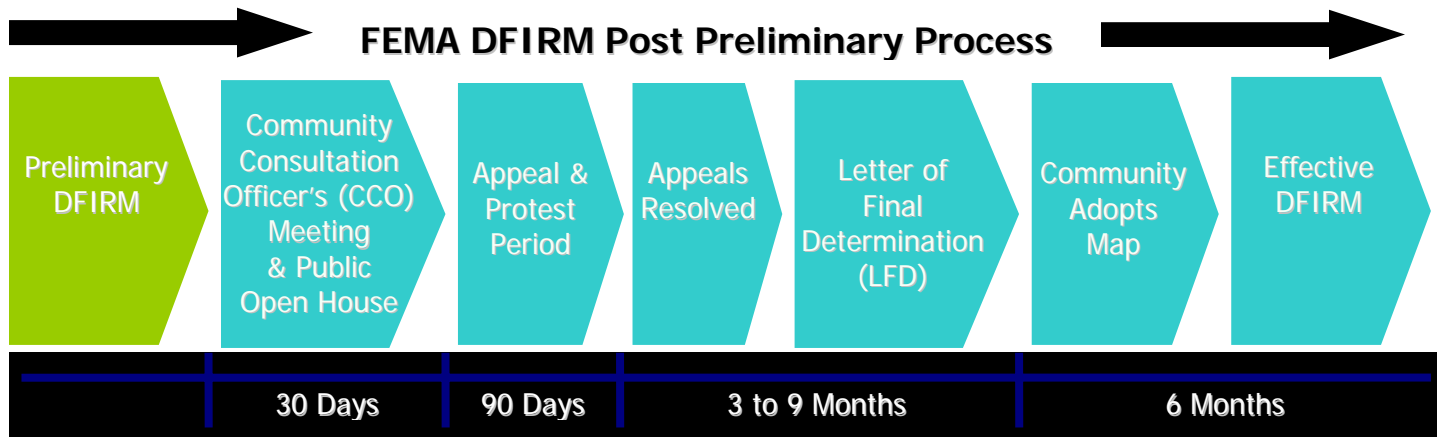 FEMA DFIRM Post Preliminary Process
Preliminary
DFIRM
Community
Consultation
Officer's (CCO)
Meeting
& Public
Open House
Appeal &
Protest
Period
Appeals
Resolved
Letter of
Final
Determination
(LFD)
Community
Adopts
Map
Effective
DFIRM
30 Days
90 Days
3 to 9 Months
6 Months